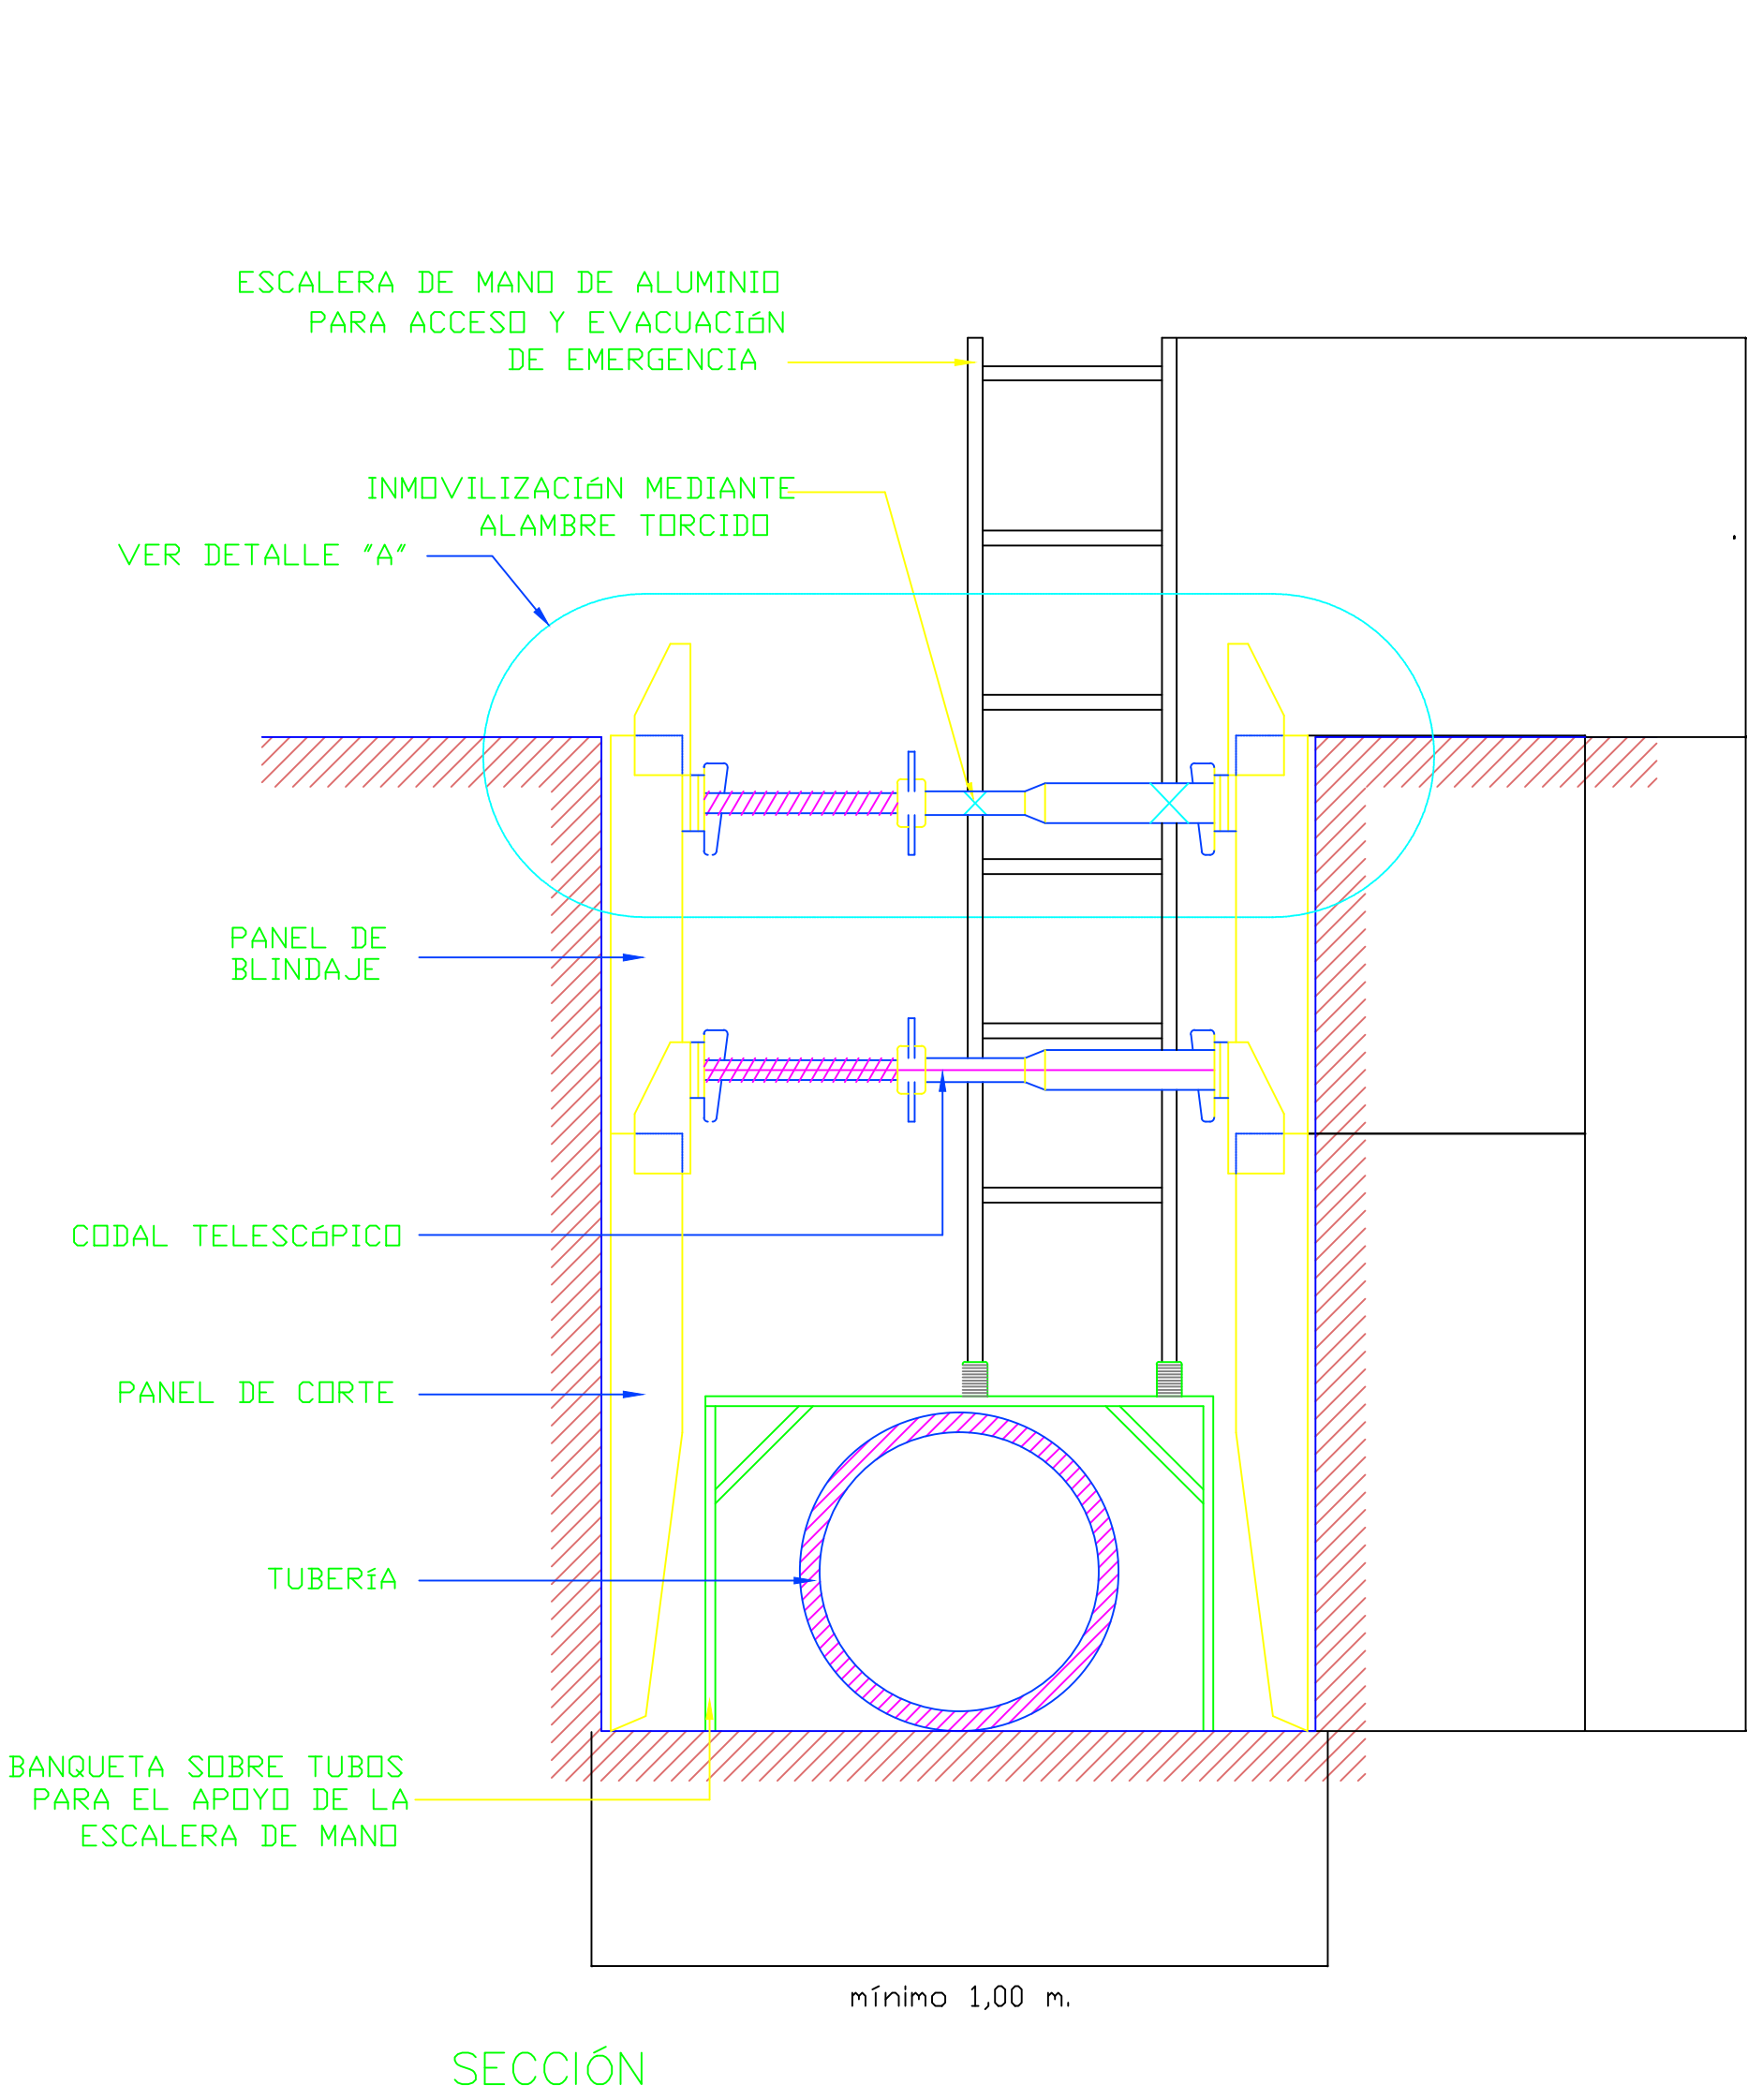 ESCALERA DE MANO DE ALUMINIO
PARA ACCESO Y EVACUACIóN
DE EMERGENCIA
INMOVILIZACIóN MEDIANTE
ALAMBRE TORCIDO
VER DETALLE "A"
PANEL DE
BLINDAJE
CODAL TELESCóPICO
PANEL DE CORTE
TUBERíA
BANQUETA SOBRE TUBOS
PARA EL APOYO DE LA
ESCALERA DE MANO
mínimo 1,00 m.
SECCIÓN